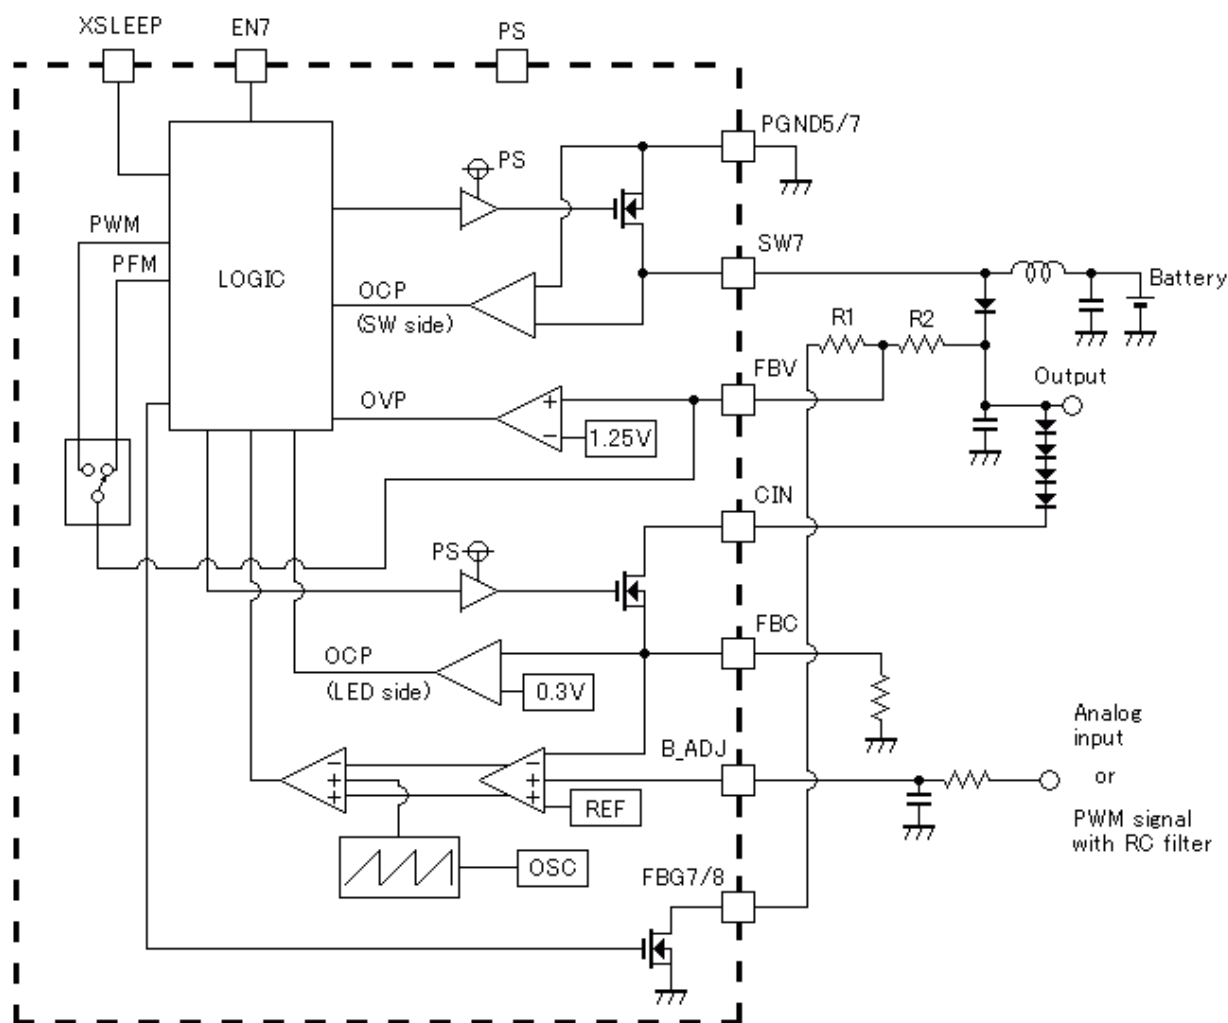 XSLEEP
EN7
PS
PGND5/7
PS
PWM
PFM
LOGIC
SW7
OCP
(SW side)
Battery
R1
R2
FBV
Output
OVP
+
−
1.25V
CIN
PS
FBC
OCP
(LED side)
0.3V
Analog
input
or
PWM signal
with RC filter
B_ADJ
−
+
+
−
+
+
REF
OSC
FBG7/8